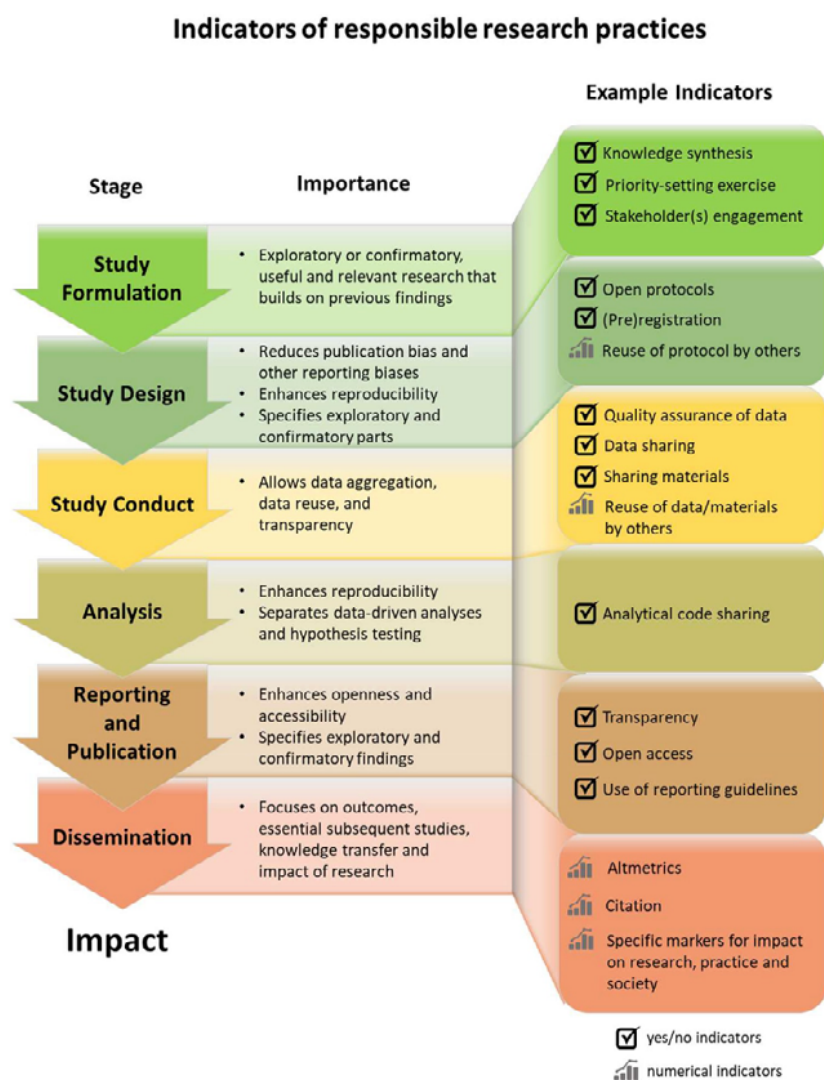 Indicators of responsible research practices
Stage
Importance
Example Indicators
Study
Formulation
• Exploratory or confirmatory,
useful and relevant research that
builds on previous findings
Knowledge synthesis
Priority-setting exercise
Stakeholder(s) engagement
Study Design
• Reduces publication bias and
other reporting biases
• Enhances reproducibility
• Specifies exploratory and
confirmatory parts
Open protocols
(Pre)registration
Reuse of protocol by others
Study Conduct
• Allows data aggregation,
data reuse, and
transparency
Quality assurance of data
Data sharing
Sharing materials
Reuse of data/materials
by others
Analysis
• Enhances reproducibility
• Separates data-driven analyses
and hypothesis testing
Analytical code sharing
Reporting
and
Publication
• Enhances openness and
accessibility
• Specifies exploratory and
confirmatory findings
Transparency
Open access
Use of reporting guidelines
Dissemination
• Focuses on outcomes,
essential subsequent studies,
knowledge transfer and
impact of research
Altmetrics
Citation
Specific markers for impact
on research, practice and
society
Impact
yes/no indicators
numerical indicators